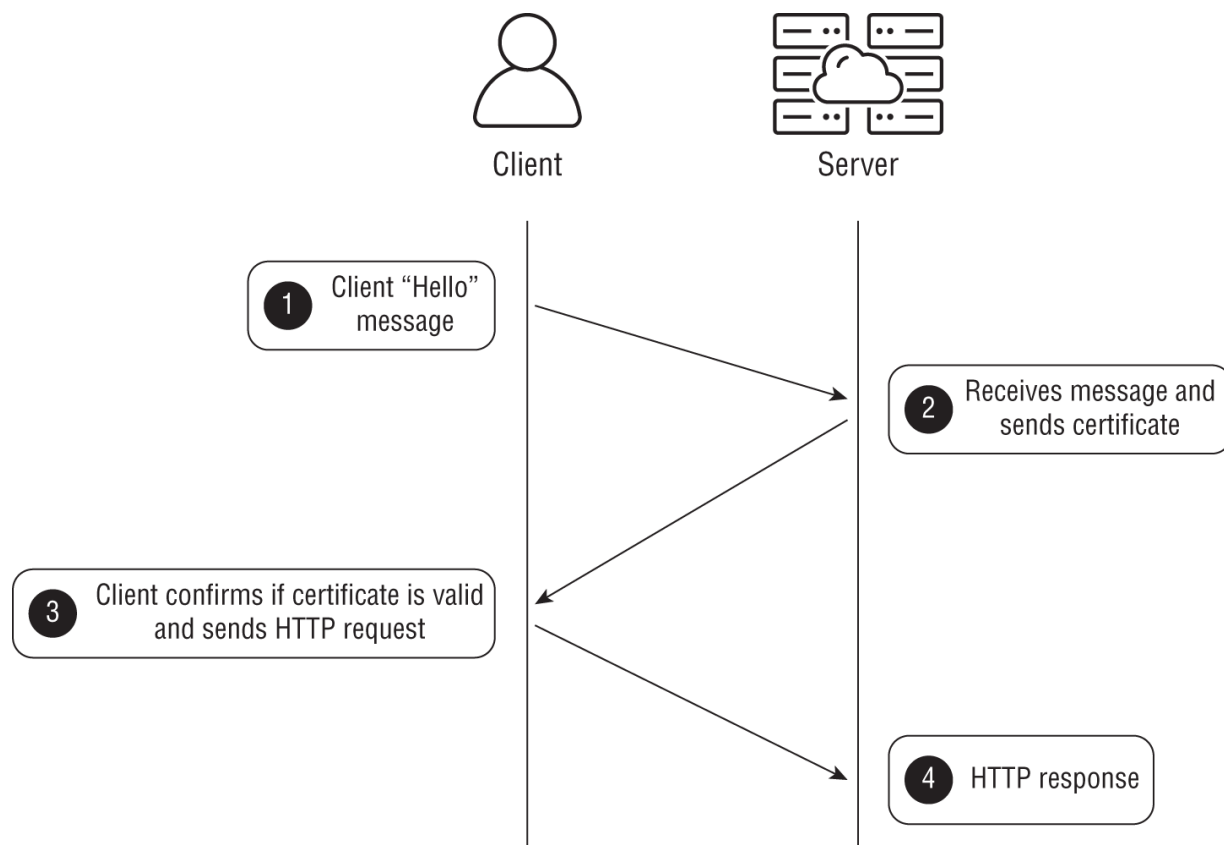 Client
Server
1
Client “Hello”
message
2
Receives message and
sends certificate
3
Client confirms if certificate is valid
and sends HTTP request
4
HTTP response